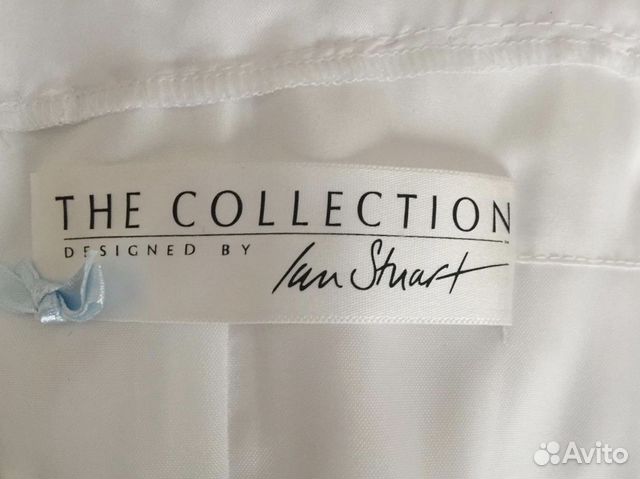 THE COLLECTION
DESIGNED BY Ian Stuart
Avito